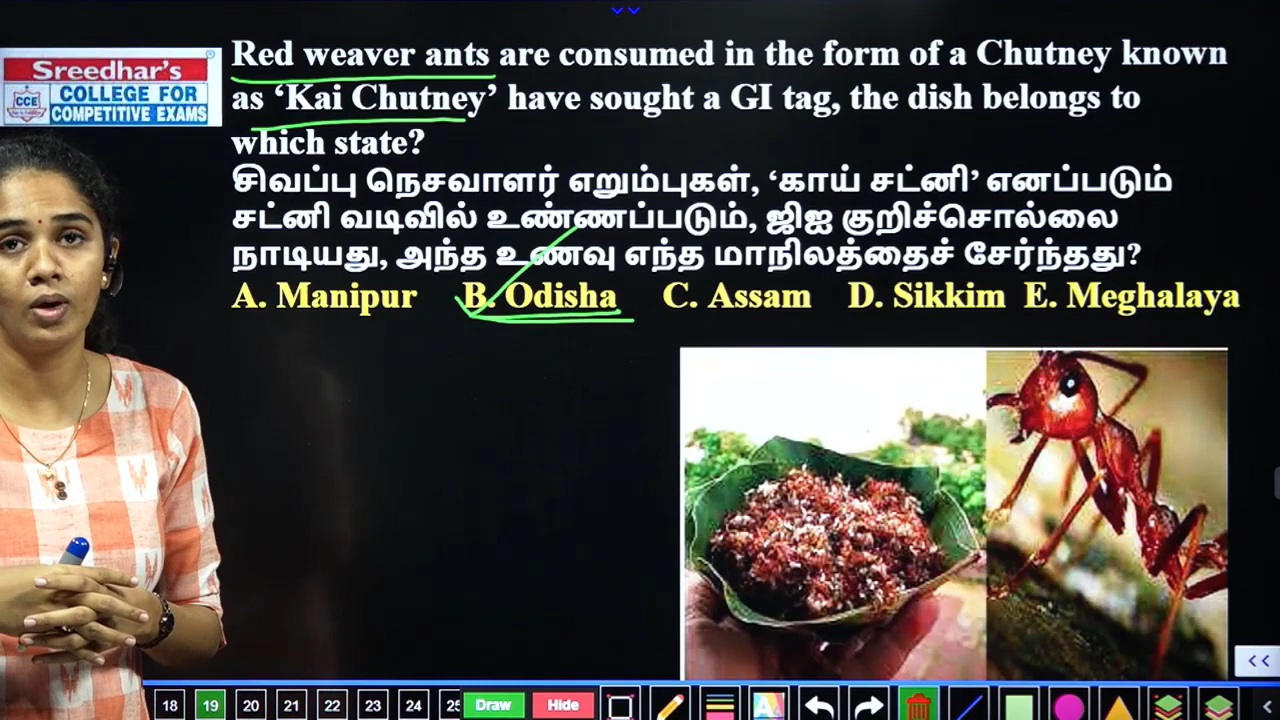 Sreedhar's
CCE
COLLEGE FOR
COMPETITIVE EXAMS
Red weaver ants are consumed in the form of a Chutney known
as ‘Kai Chutney’ have sought a GI tag, the dish belongs to
which state?
சிவப்பு நெசவாளர் எறும்புகள், ‘காய் சட்னி’ எனப்படும்
சட்னி வடிவில் உண்ணப்படும், ஜிஐ குறிச்சொல்லை
நாடியது, அந்த உணவு எந்த மாநிலத்தைச் சேர்ந்தது?
A. Manipur B. Odisha C. Assam D. Sikkim E. Meghalaya
<<
18 19 20 21 22 23 24 25 Draw Hide A <